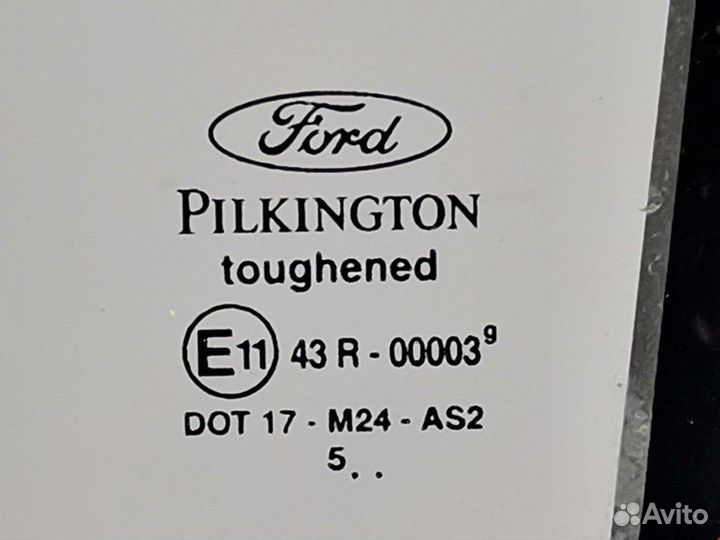 Ford
PILKINGTON
toughened
E11 43 R - 00003⁹
DOT 17 - M24 - AS2
5..
Avito